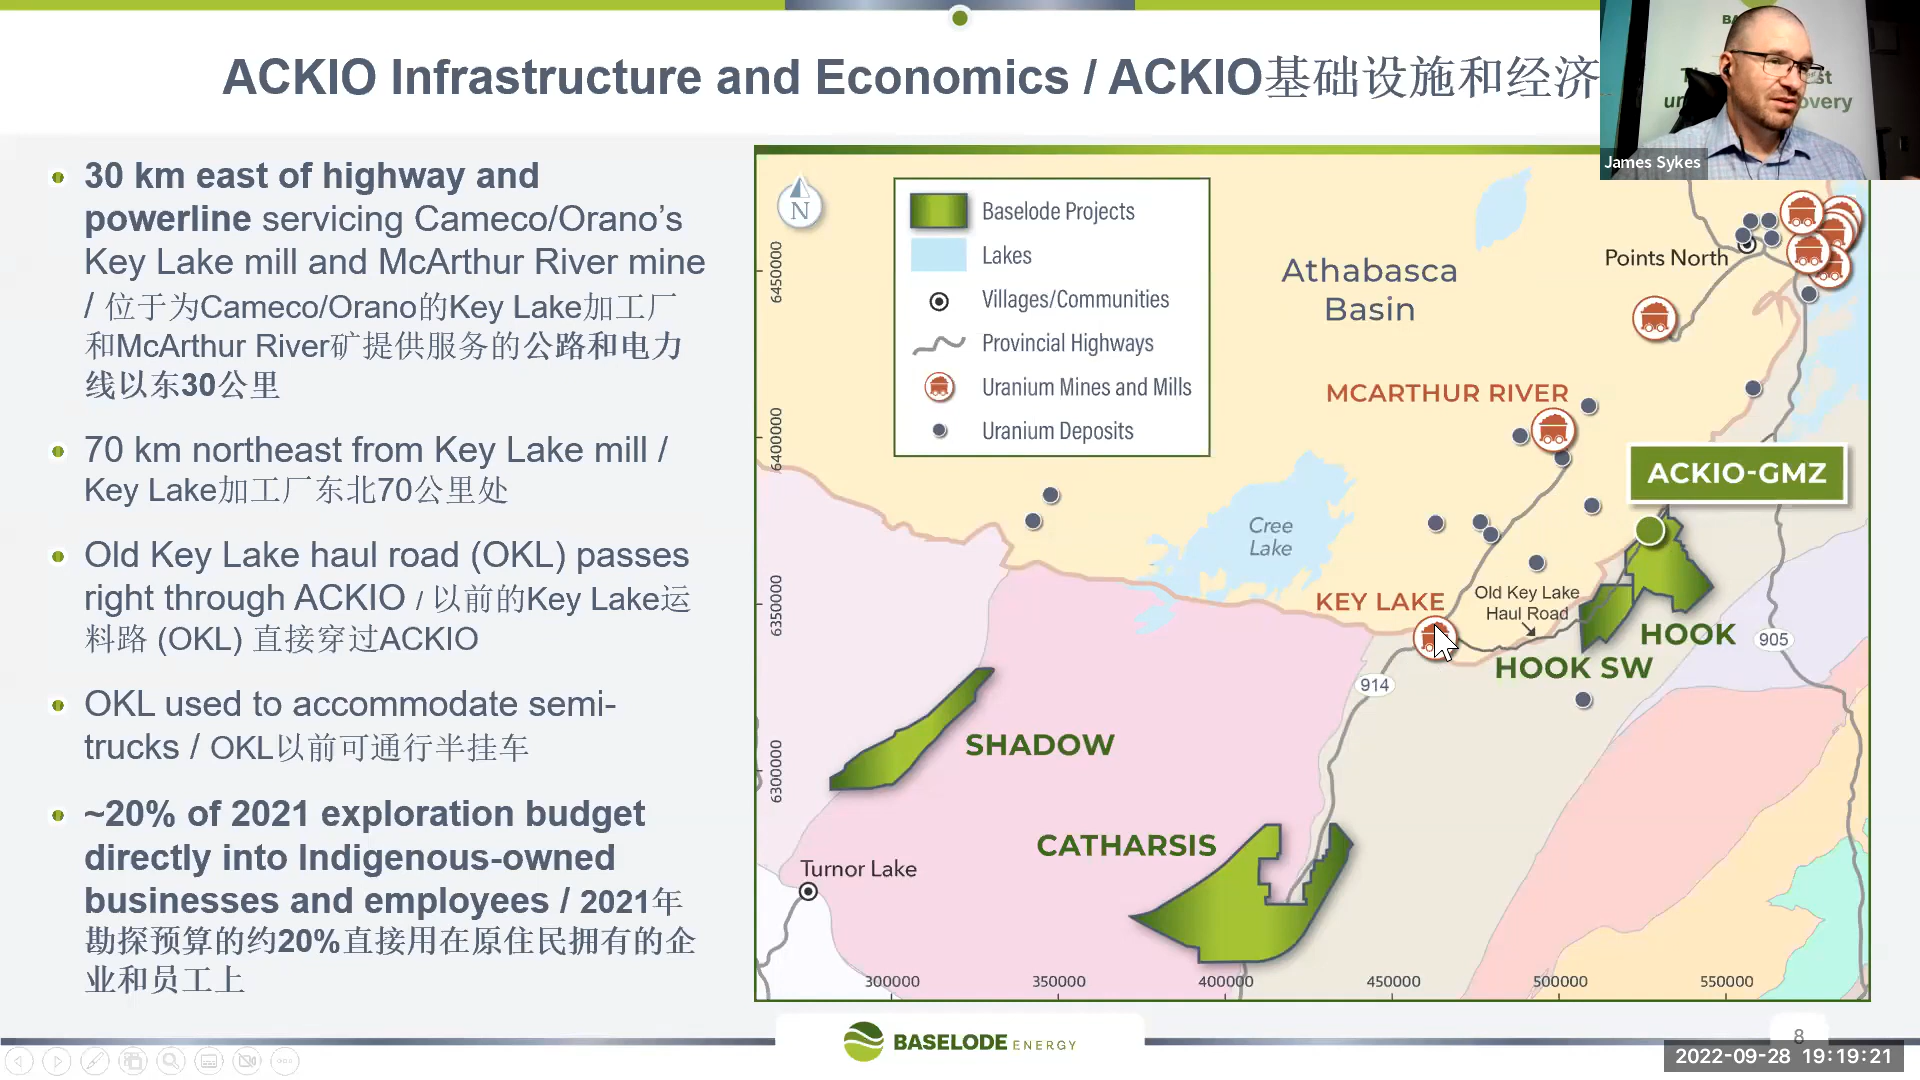 ACKIO Infrastructure and Economics / ACKIO基础设施和经济
30 km east of highway and
powerline servicing Cameco/Orano's
Key Lake mill and McArthur River mine
/ 位于为Cameco/Orano的Key Lake加工厂
和McArthur River矿提供服务的公路和电力
线以东30公里
70 km northeast from Key Lake mill /
Key Lake加工厂东北70公里处
Old Key Lake haul road (OKL) passes
right through ACKIO / 以前的Key Lake运
料路 (OKL) 直接穿过ACKIO
OKL used to accommodate semi-
trucks / OKL以前可通行半挂车
~20% of 2021 exploration budget
directly into Indigenous-owned
businesses and employees / 2021年
勘探预算的约20%直接用在原住民拥有的企
业和员工上
N
Baselode Projects
Lakes
Villages/Communities
Provincial Highways
Uranium Mines and Mills
Uranium Deposits
Athabasca
Basin
Points North
MCARTHUR RIVER
ACKIO-GMZ
Cree
Lake
KEY LAKE
Old Key Lake
Haul Road
HOOK
HOOK SW
905
914
SHADOW
CATHARSIS
Turnor Lake
6450000
6400000
6350000
6300000
300000
350000
400000
450000
500000
550000
James Sykes
BASELODE ENERGY
8
2022-09-28 19:19:21